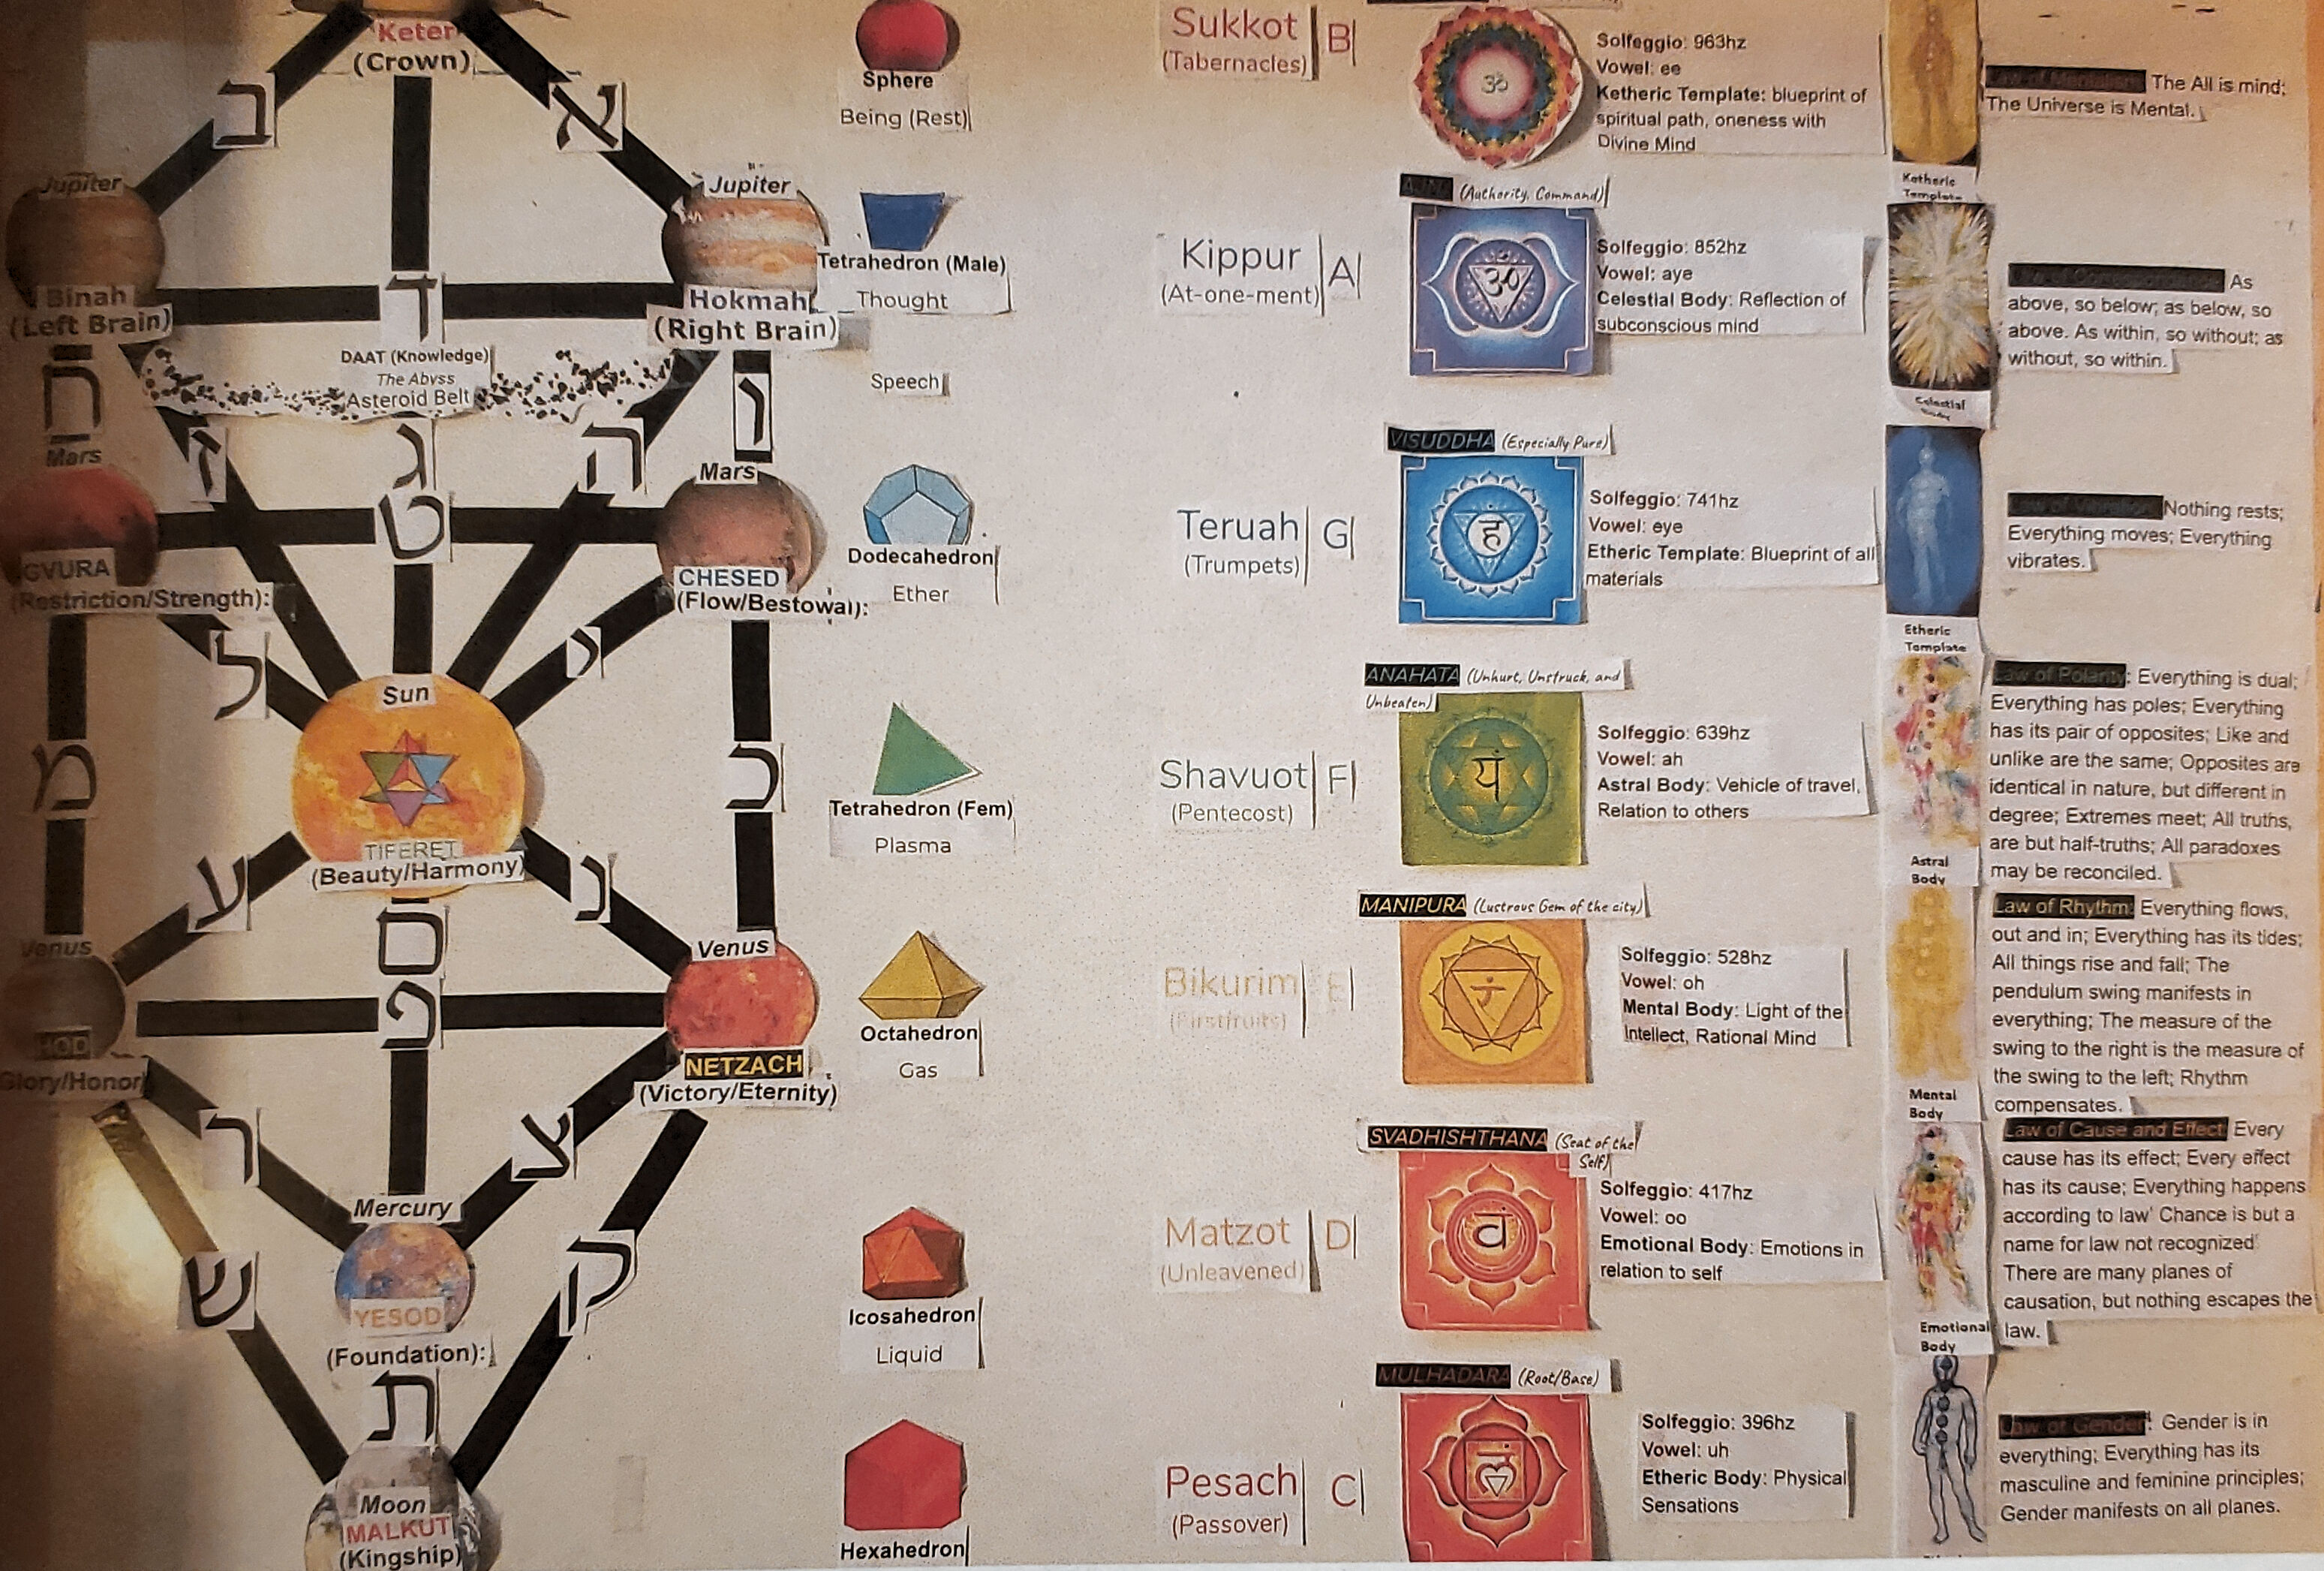 Keter
(Crown)
ב
א
Jupiter
Jupiter
Binah
(Left Brain)
ד
Hokmah
(Right Brain)
DAAT (Knowledge)
The Abyss
Asteroid Belt
ח
ו
ז
ג
ה
Mars
Mars
ט
GVURA
(Restriction/Strength):
CHESED
(Flow/Bestowal):
ל
י
Sun
מ
כ
TIFERET
(Beauty/Harmony)
ע
נ
ם
Venus
Venus
פ
HOD
Glory/Honor
NETZACH
(Victory/Eternity)
ר
צ
Mercury
ש
ק
YESOD
(Foundation):
ת
Moon
MALKUT
(Kingship)
Sphere
Being (Rest)
Tetrahedron (Male)
Thought
Speech
Dodecahedron
Ether
Tetrahedron (Fem)
Plasma
Octahedron
Gas
Icosahedron
Liquid
Hexahedron
Sukkot B
(Tabernacles)
Kippur A
(At-one-ment)
Teruah G
(Trumpets)
Shavuot F
(Pentecost)
Bikurim E
(Firstfruits)
Matzot D
(Unleavened)
Pesach C
(Passover)
ॐ
Solfeggio: 963hz
Vowel: ee
Ketheric Template: blueprint of
spiritual path, oneness with
Divine Mind
AJNA (Authority, Command)
ॐ
Solfeggio: 852hz
Vowel: aye
Celestial Body: Reflection of
subconscious mind
VISUDDHA (Especially Pure)
हं
Solfeggio: 741hz
Vowel: eye
Etheric Template: Blueprint of all
materials
ANAHATA (Unhurt, Unstruck, and
Unbeaten)
यं
Solfeggio: 639hz
Vowel: ah
Astral Body: Vehicle of travel,
Relation to others
MANIPURA (Lustrous Gem of the city)
रं
Solfeggio: 528hz
Vowel: oh
Mental Body: Light of the
Intellect, Rational Mind
SVADHISHTHANA (Seat of the
Self)
वं
Solfeggio: 417hz
Vowel: oo
Emotional Body: Emotions in
relation to self
MULHADARA (Root/Base)
लं
Solfeggio: 396hz
Vowel: uh
Etheric Body: Physical
Sensations
Ketheric
Template
Celestial
Body
Etheric
Template
Astral
Body
Mental
Body
Emotional
Body
Law of Mentalism: The All is mind;
The Universe is Mental.
As
above, so below; as below, so
above. As within, so without; as
without, so within.
Law of Vibration: Nothing rests;
Everything moves; Everything
vibrates.
Law of Polarity: Everything is dual;
Everything has poles; Everything
has its pair of opposites; Like and
unlike are the same; Opposites are
identical in nature, but different in
degree; Extremes meet; All truths,
are but half-truths; All paradoxes
may be reconciled.
Law of Rhythm: Everything flows,
out and in; Everything has its tides;
All things rise and fall; The
pendulum swing manifests in
everything; The measure of the
swing to the right is the measure of
the swing to the left; Rhythm
compensates.
Law of Cause and Effect: Every
cause has its effect; Every effect
has its cause; Everything happens
according to law' Chance is but a
name for law not recognized'
There are many planes of
causation, but nothing escapes the
law.
Law of Gender: Gender is in
everything; Everything has its
masculine and feminine principles;
Gender manifests on all planes.